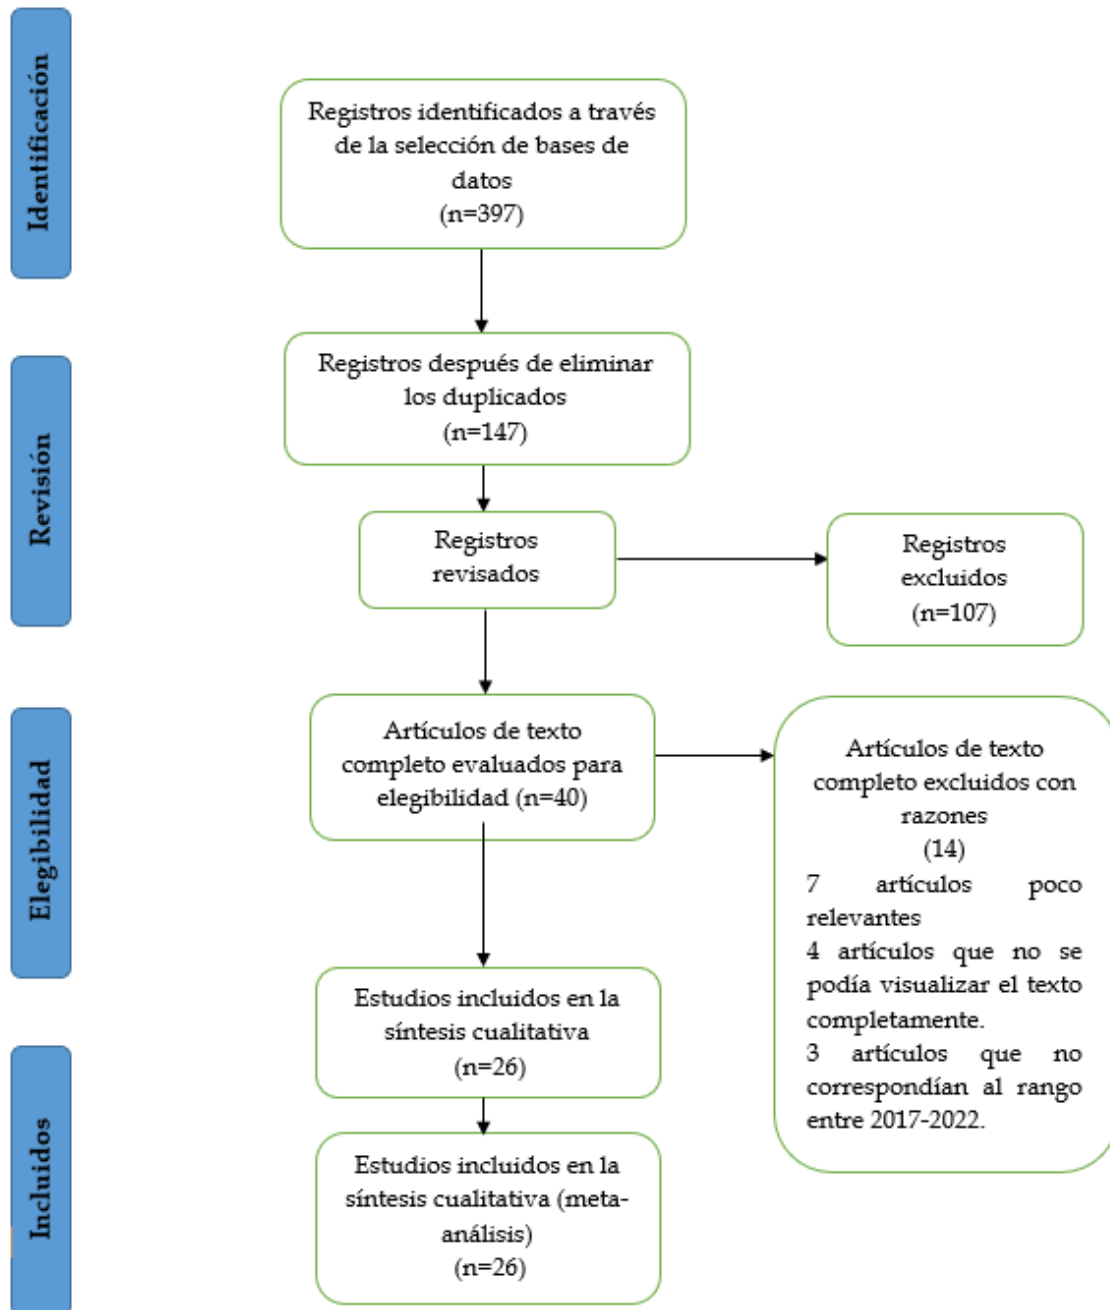 Identificación
Registros identificados a través
de la selección de bases de
datos
(n=397)
Revisión
Registros después de eliminar
los duplicados
(n=147)
Registros
revisados
Registros
excluidos
(n=107)
Elegibilidad
Artículos de texto
completo evaluados para
elegibilidad (n=40)
Artículos de texto
completo excluidos con
razones
(14)
7 artículos poco
relevantes
4 artículos que no se
podía visualizar el texto
completamente.
3 artículos que no
correspondían al rango
entre 2017-2022.
Estudios incluidos en la
síntesis cualitativa
(n=26)
Incluidos
Estudios incluidos en la
síntesis cualitativa (meta-
análisis)
(n=26)